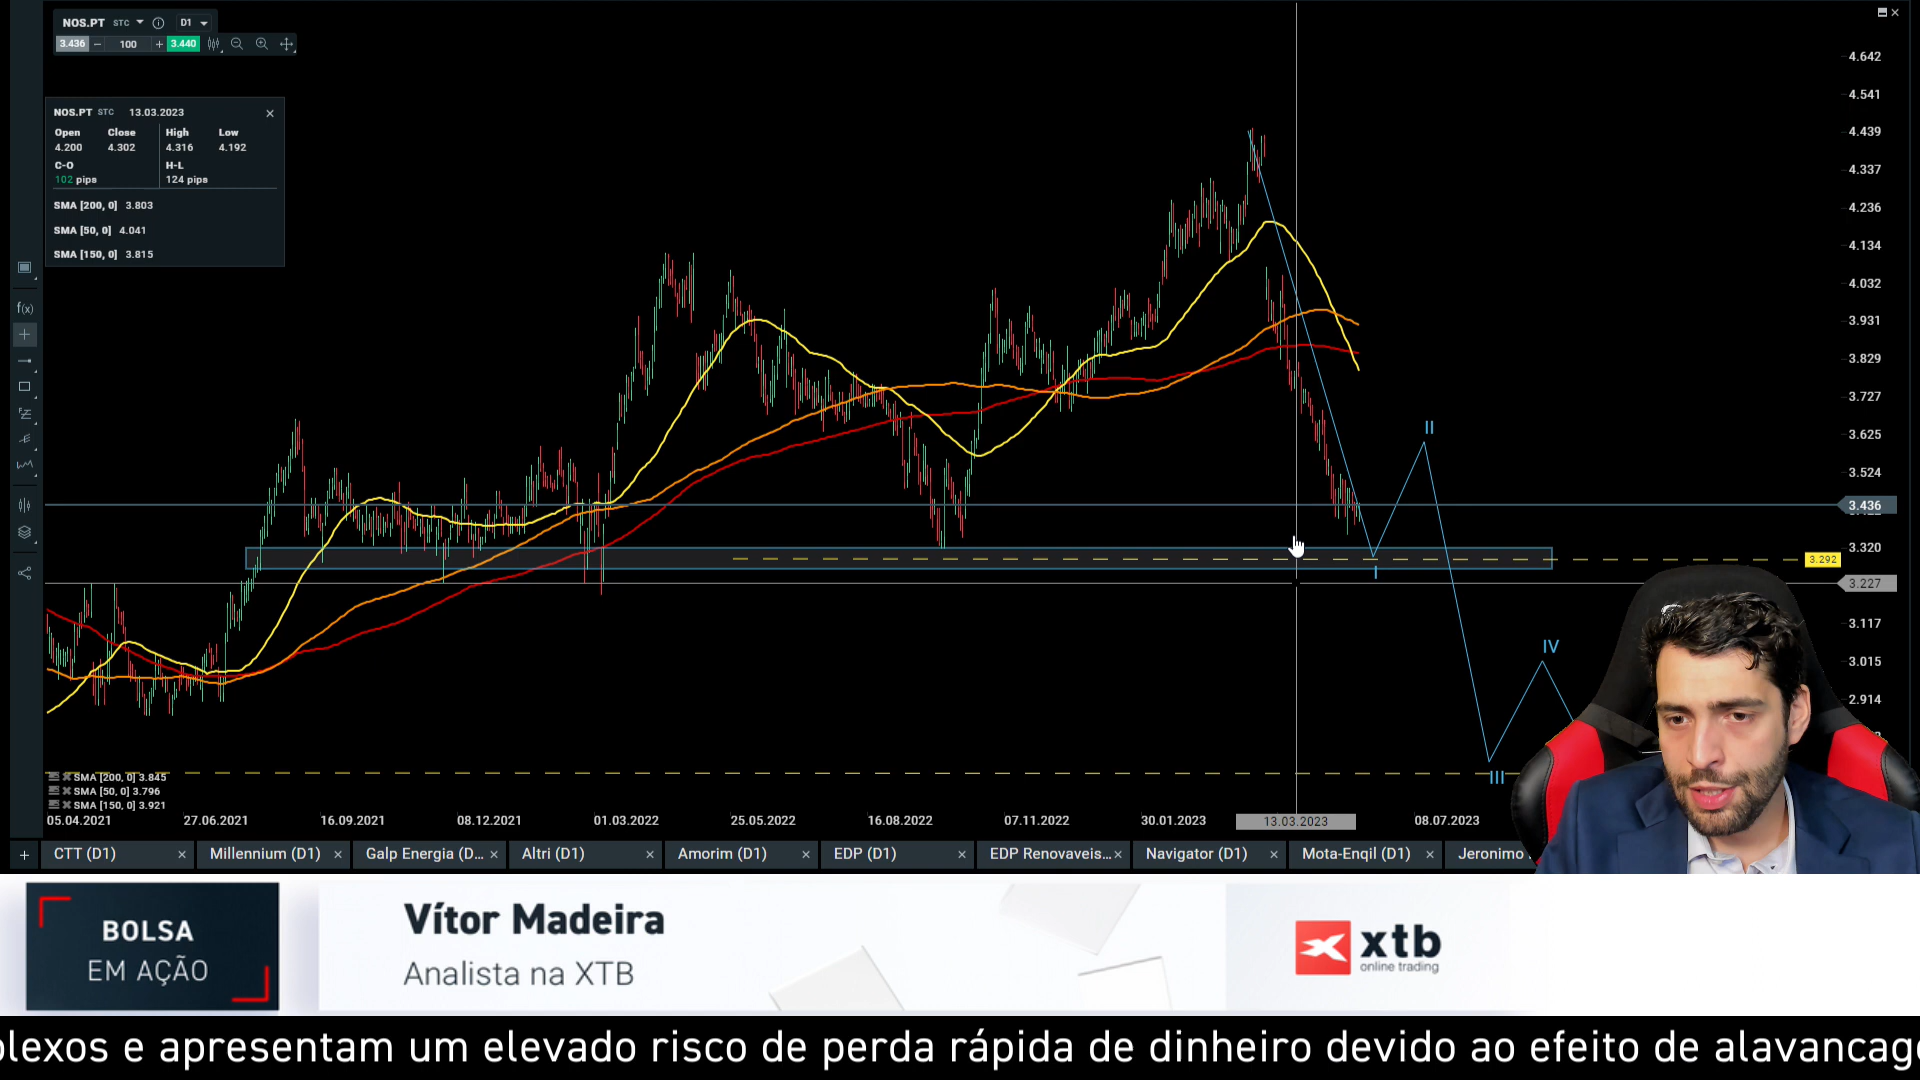 NOS.PT STC D1
3.436 − 100 + 3.440
NOS.PT STC 13.03.2023
Open Close High Low
4.200 4.302 4.316 4.192
C-O H-L
102 pips 124 pips
SMA [200, 0] 3.803
SMA [50, 0] 4.041
SMA [150, 0] 3.815
f(x)
4.642
4.541
4.439
4.337
4.236
4.134
4.032
3.931
3.829
3.727
3.625
3.524
3.436
3.320
3.292
3.227
3.117
3.015
2.914
I
II
III
IV
SMA [200, 0] 3.845
SMA [50, 0] 3.796
SMA [150, 0] 3.921
05.04.2021 27.06.2021 16.09.2021 08.12.2021 01.03.2022 25.05.2022 16.08.2022 07.11.2022 30.01.2023 13.03.2023 08.07.2023
+ CTT (D1) Millennium (D1) Galp Energia (D... Altri (D1) Amorim (D1) EDP (D1) EDP Renovaveis... Navigator (D1) Mota-Enqil (D1) Jeronimo
BOLSA
EM AÇÃO
Vítor Madeira
Analista na XTB
xtb
online trading
plexos e apresentam um elevado risco de perda rápida de dinheiro devido ao efeito de alavancag